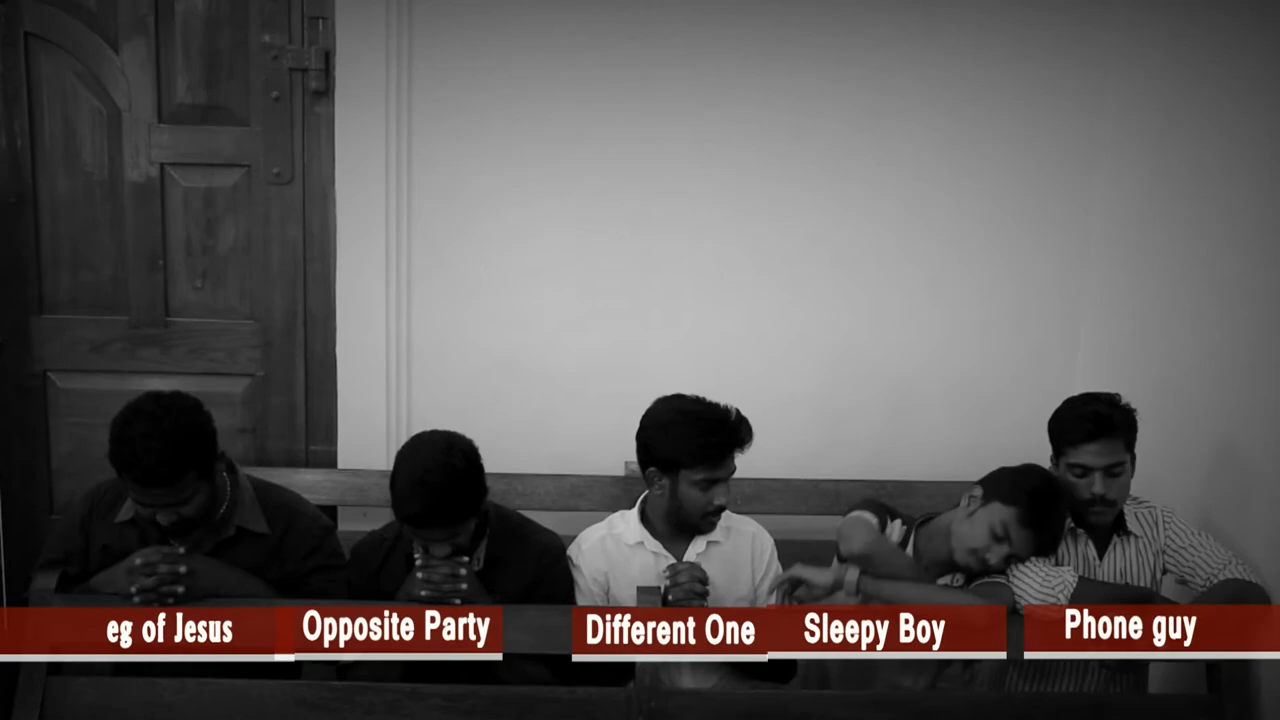 eg of Jesus
Opposite Party
Different One
Sleepy Boy
Phone guy